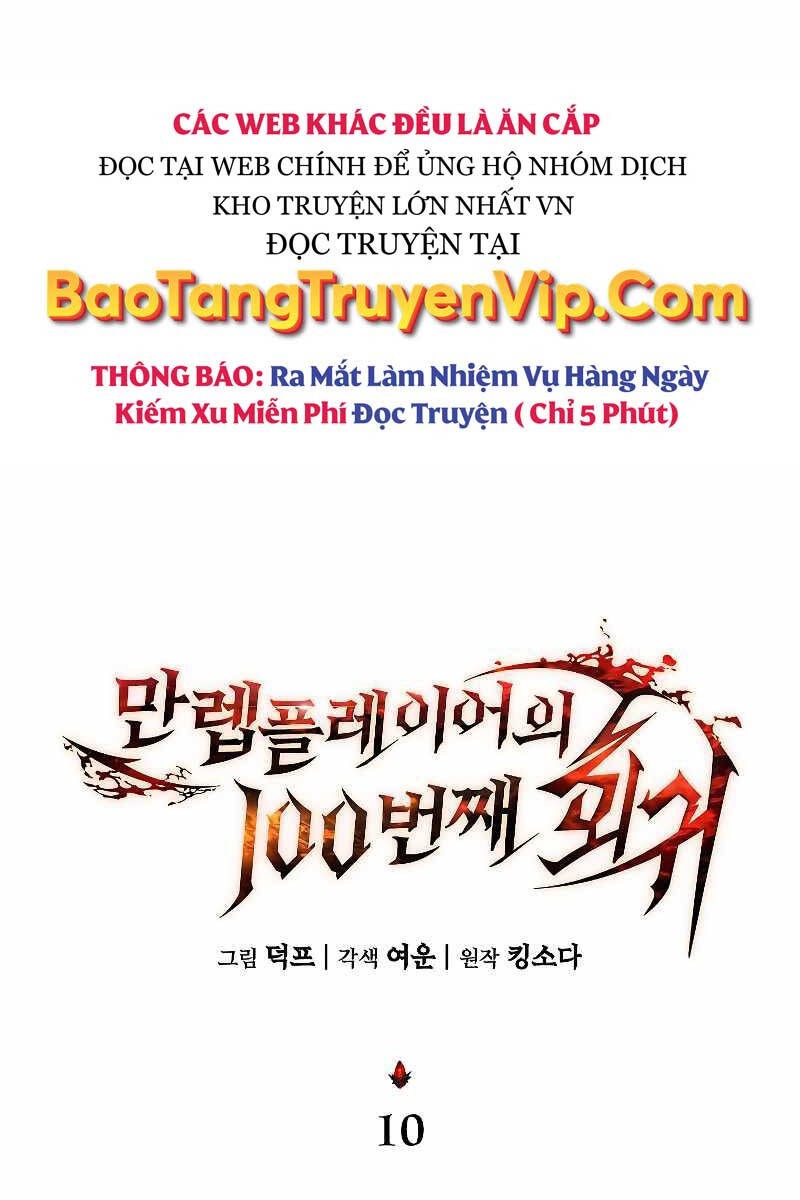 CÁC WEB KHÁC ĐỀU LÀ ĂN CẮP
ĐỌC TẠI WEB CHÍNH ĐỂ ỦNG HỘ NHÓM DỊCH
KHO TRUYỆN LỚN NHẤT VN
ĐỌC TRUYỆN TẠI
BaoTangTruyenVip.Com
THÔNG BÁO: Ra Mắt Làm Nhiệm Vụ Hàng Ngày
Kiếm Xu Miễn Phí Đọc Truyện ( Chỉ 5 Phút)
만렙플레이어의
100번째 회귀
그림 덕프 | 각색 여운 | 원작 킹소다
10